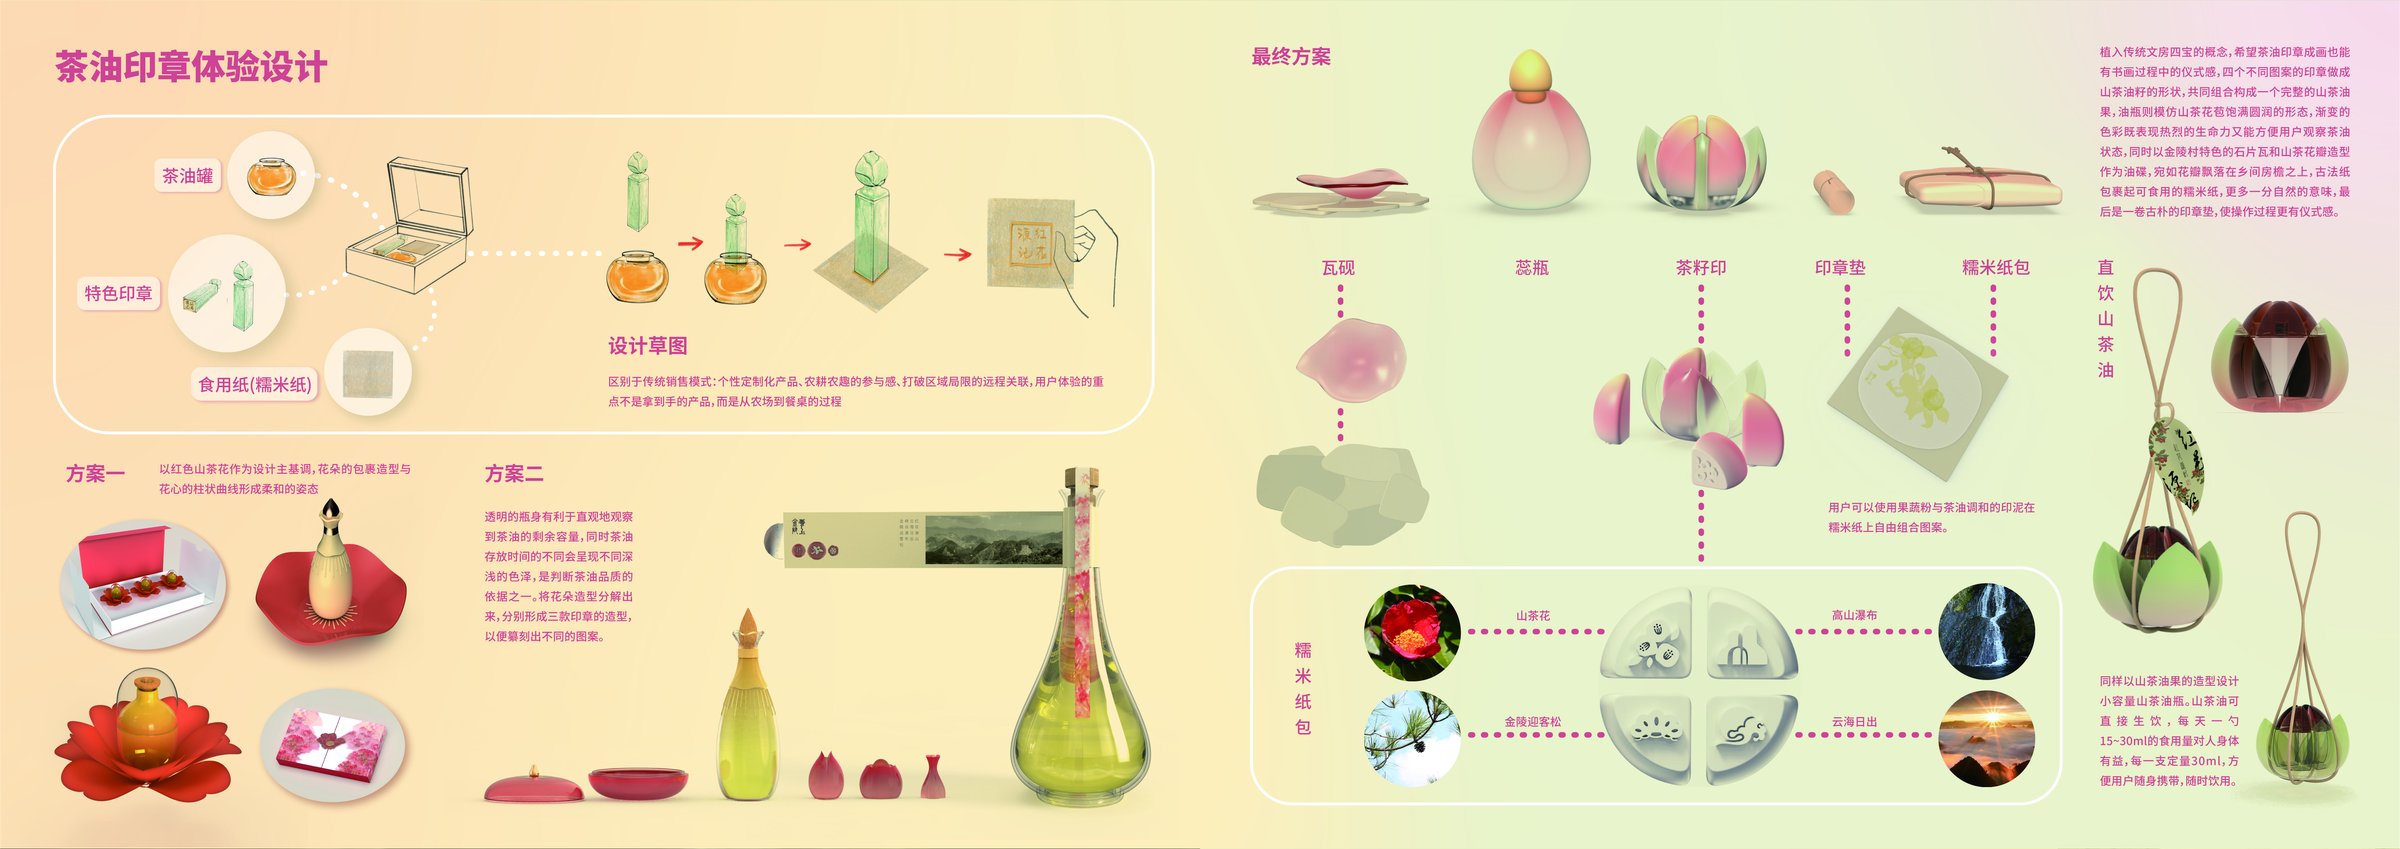 茶油印章体验设计
茶油罐
特色印章
食用纸(糯米纸)
红花
源记
设计草图
区别于传统销售模式：个性定制化产品、农耕农趣的参与感、打破区域局限的远程关联，用户体验的重
点不是拿到手的产品，而是从农场到餐桌的过程
方案一
以红色山茶花作为设计主基调，花朵的包裹造型与
花心的柱状曲线形成柔和的姿态
方案二
透明的瓶身有利于直观地观察
到茶油的剩余容量，同时茶油
存放时间的不同会呈现不同深
浅的色泽，是判断茶油品质的
依据之一。将花朵造型分解出
来，分别形成三款印章的造型，
以便纂刻出不同的图案。
最终方案
植入传统文房四宝的概念，希望茶油印章成画也能
有书画过程中的仪式感，四个不同图案的印章做成
山茶油籽的形状，共同组合构成一个完整的山茶油
果，油瓶则模仿山茶花苞饱满圆润的形态，渐变的
色彩既表现热烈的生命力又能方便用户观察茶油
状态，同时以金陵村特色的石片瓦和山茶花瓣造型
作为油碟，宛如花瓣飘落在乡间房檐之上，古法纸
包裹起可食用的糯米纸，更多一分自然的意味，最
后是一卷古朴的印章垫，使操作过程更有仪式感。
瓦砚
蕊瓶
茶籽印
印章垫
糯米纸包
用户可以使用果蔬粉与茶油调和的印泥在
糯米纸上自由组合图案。
糯米纸包
山茶花
高山瀑布
金陵迎客松
云海日出
直饮山茶油
同样以山茶油果的造型设计
小容量山茶油瓶。山茶油可
直接生饮，每天一勺
15~30ml的食用量对人身体
有益，每一支定量30ml，方
便用户随身携带，随时饮用。